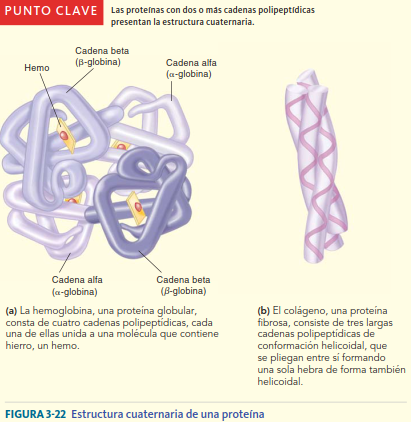 PUNTO CLAVE
Las proteínas con dos o más cadenas polipeptídicas
presentan la estructura cuaternaria.
Cadena beta
(β-globina)
Hemo
Cadena alfa
(α-globina)
Cadena alfa
(α-globina)
Cadena beta
(β-globina)
(a) La hemoglobina, una proteína globular,
consta de cuatro cadenas polipeptídicas, cada
una de ellas unida a una molécula que contiene
hierro, un hemo.
(b) El colágeno, una proteína
fibrosa, consiste de tres largas
cadenas polipeptídicas de
conformación helicoidal, que
se pliegan entre sí formando
una sola hebra de forma también
helicoidal.
FIGURA 3-22 Estructura cuaternaria de una proteína